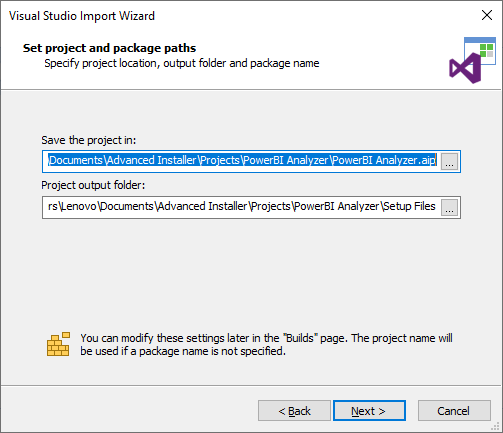 Visual Studio Import Wizard
Set project and package paths
Specify project location, output folder and package name
Save the project in:
\Documents\Advanced Installer\Projects\PowerBI Analyzer\PowerBI Analyzer.aip
...
Project output folder:
rs\Lenovo\Documents\Advanced Installer\Projects\PowerBI Analyzer\Setup Files
...
You can modify these settings later in the "Builds" page. The project name will
be used if a package name is not specified.
< Back
Next >
Cancel